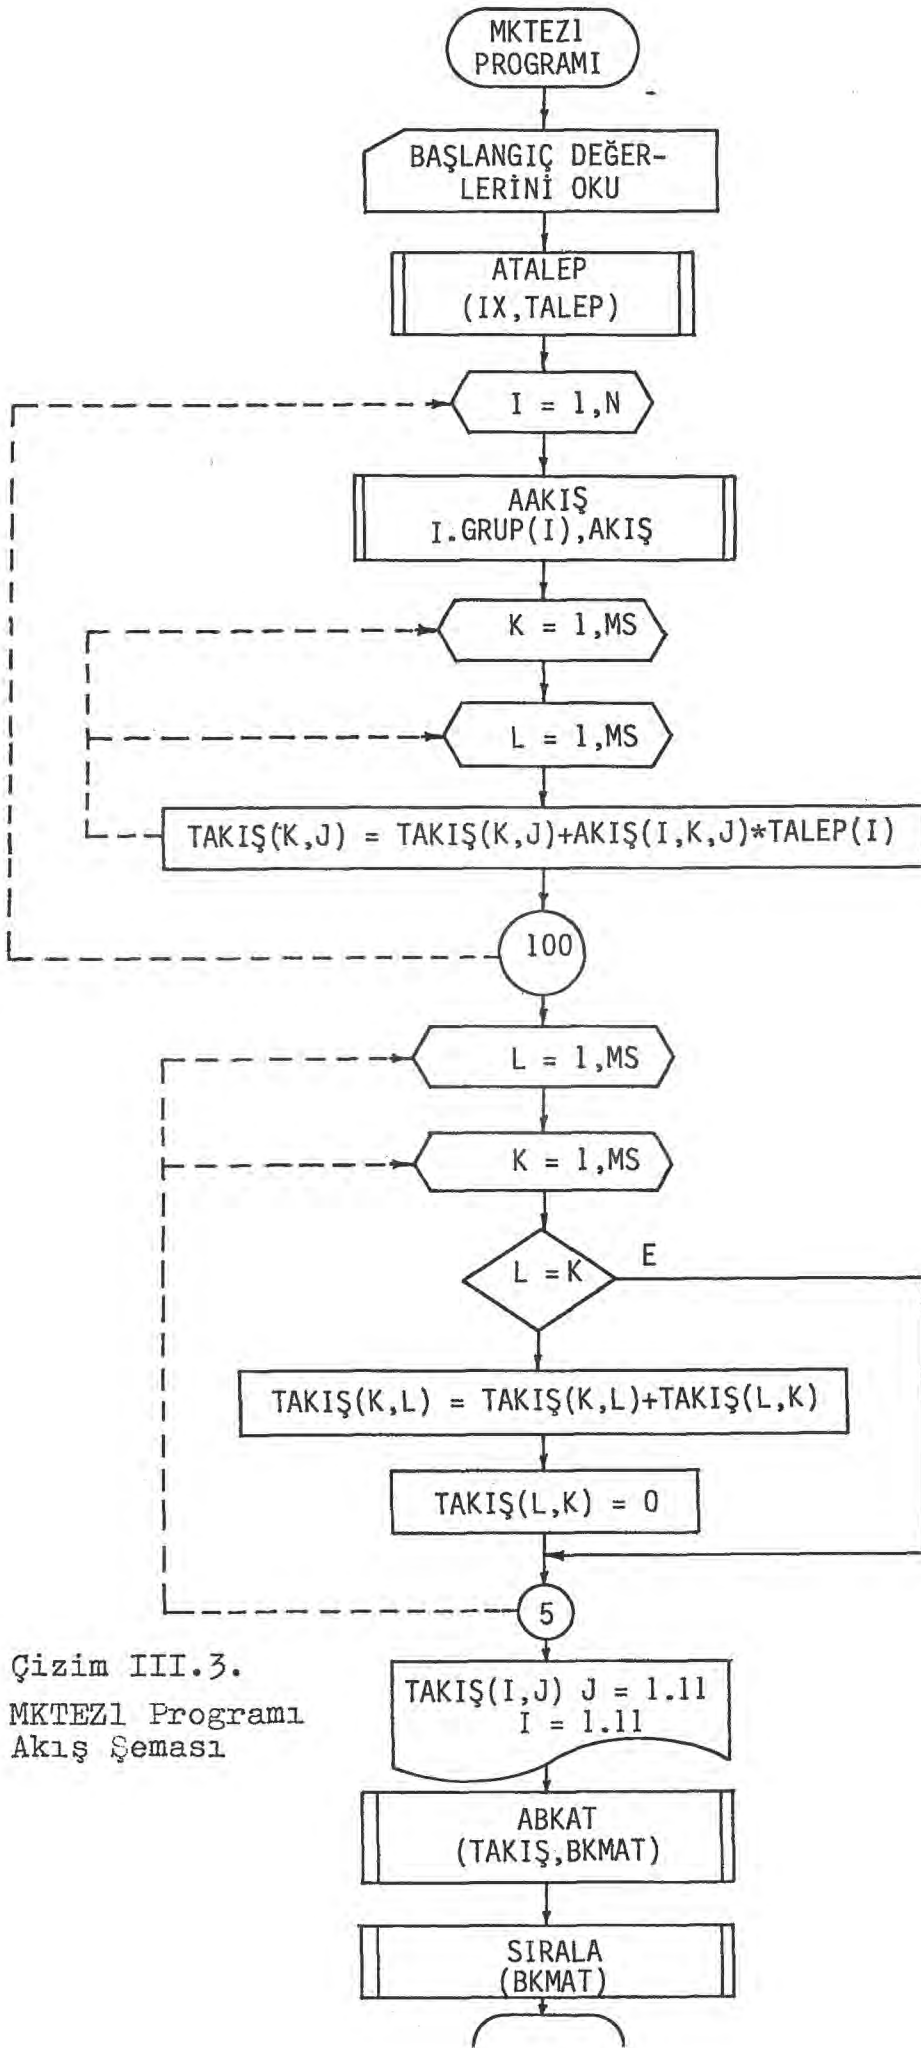 MKTEZ1
PROGRAMI
BAŞLANGIÇ DEĞER-
LERİNİ OKU
ATALEP
(IX,TALEP)
I = 1,N
AAKIŞ
I.GRUP(I),AKIŞ
K = 1,MS
L = 1,MS
TAKIŞ(K,J) = TAKIŞ(K,J)+AKIŞ(I,K,J)*TALEP(I)
100
L = 1,MS
K = 1,MS
L = K
E
TAKIŞ(K,L) = TAKIŞ(K,L)+TAKIŞ(L,K)
TAKIŞ(L,K) = 0
5
Çizim III.3.
MKTEZ1 Programı
Akış Şeması
TAKIŞ(I,J) J = 1.11
I = 1.11
ABKAT
(TAKIŞ,BKMAT)
SIRALA
(BKMAT)